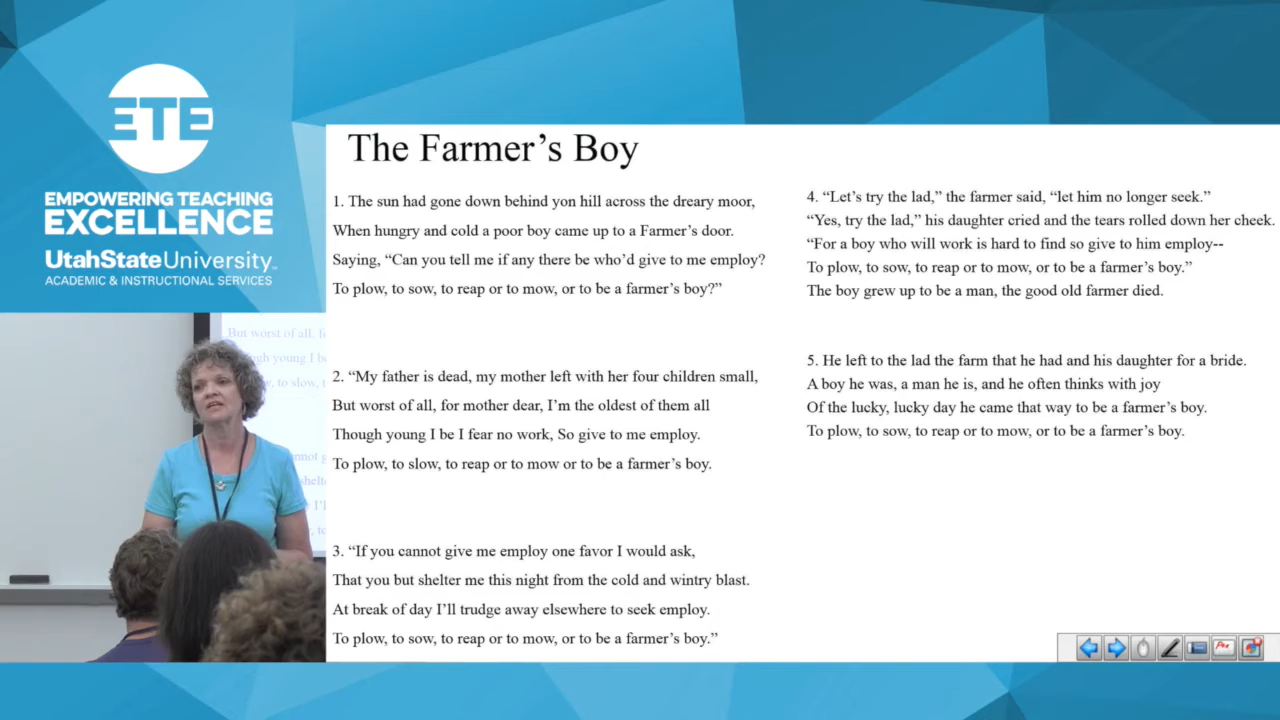 ETE
EMPOWERING TEACHING
EXCELLENCE
UtahStateUniversity
ACADEMIC & INSTRUCTIONAL SERVICES
The Farmer’s Boy
1. The sun had gone down behind yon hill across the dreary moor,
When hungry and cold a poor boy came up to a Farmer’s door.
Saying, “Can you tell me if any there be who’d give to me employ?
To plow, to sow, to reap or to mow, or to be a farmer’s boy?”
2. “My father is dead, my mother left with her four children small,
But worst of all, for mother dear, I’m the oldest of them all
Though young I be I fear no work, So give to me employ.
To plow, to slow, to reap or to mow or to be a farmer’s boy.
3. “If you cannot give me employ one favor I would ask,
That you but shelter me this night from the cold and wintry blast.
At break of day I’ll trudge away elsewhere to seek employ.
To plow, to sow, to reap or to mow, or to be a farmer’s boy.”
4. “Let’s try the lad,” the farmer said, “let him no longer seek.”
“Yes, try the lad,” his daughter cried and the tears rolled down her cheek.
“For a boy who will work is hard to find so give to him employ--
To plow, to sow, to reap or to mow, or to be a farmer’s boy.”
The boy grew up to be a man, the good old farmer died.
5. He left to the lad the farm that he had and his daughter for a bride.
A boy he was, a man he is, and he often thinks with joy
Of the lucky, lucky day he came that way to be a farmer’s boy.
To plow, to sow, to reap or to mow, or to be a farmer’s boy.
But worst of all, f